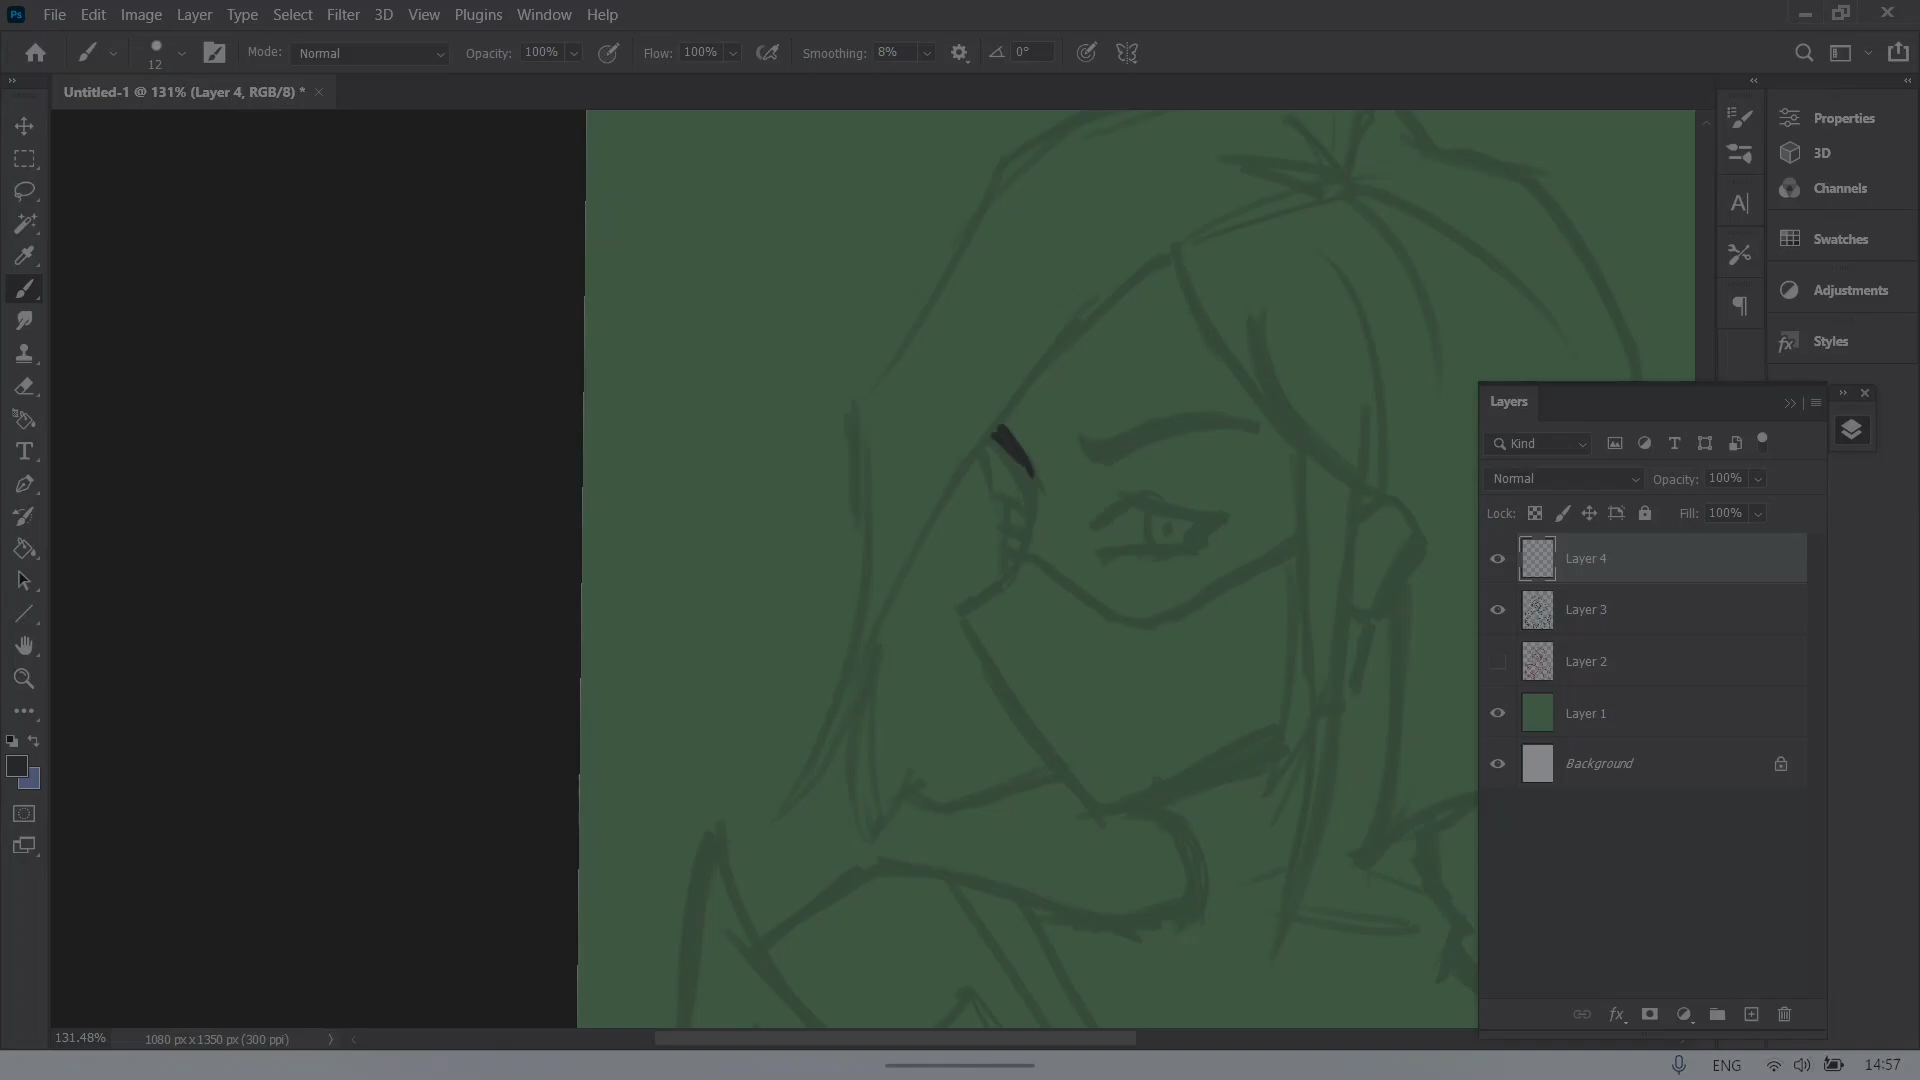 Ps File Edit Image Layer Type Select Filter 3D View Plugins Window Help
12 Mode: Normal Opacity: 100% Flow: 100% Smoothing: 8% 0°
Untitled-1 @ 131% (Layer 4, RGB/8) *
Properties
3D
Channels
Swatches
Adjustments
Styles
Layers
Kind
Normal Opacity: 100%
Lock: Fill: 100%
Layer 4
Layer 3
Layer 2
Layer 1
Background
131.48% 1080 px x 1350 px (300 ppi)
ENG 14:57